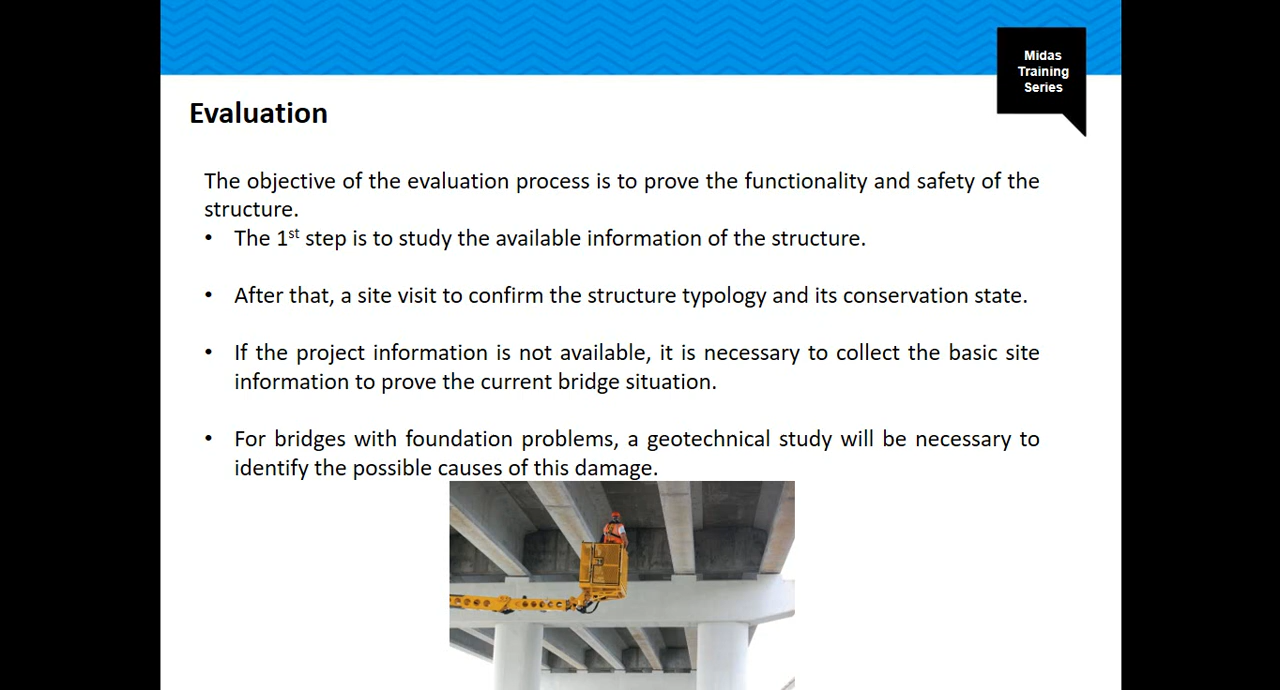 Midas
Training
Series
Evaluation
The objective of the evaluation process is to prove the functionality and safety of the
structure.
• The 1st step is to study the available information of the structure.
• After that, a site visit to confirm the structure typology and its conservation state.
• If the project information is not available, it is necessary to collect the basic site
information to prove the current bridge situation.
• For bridges with foundation problems, a geotechnical study will be necessary to
identify the possible causes of this damage.